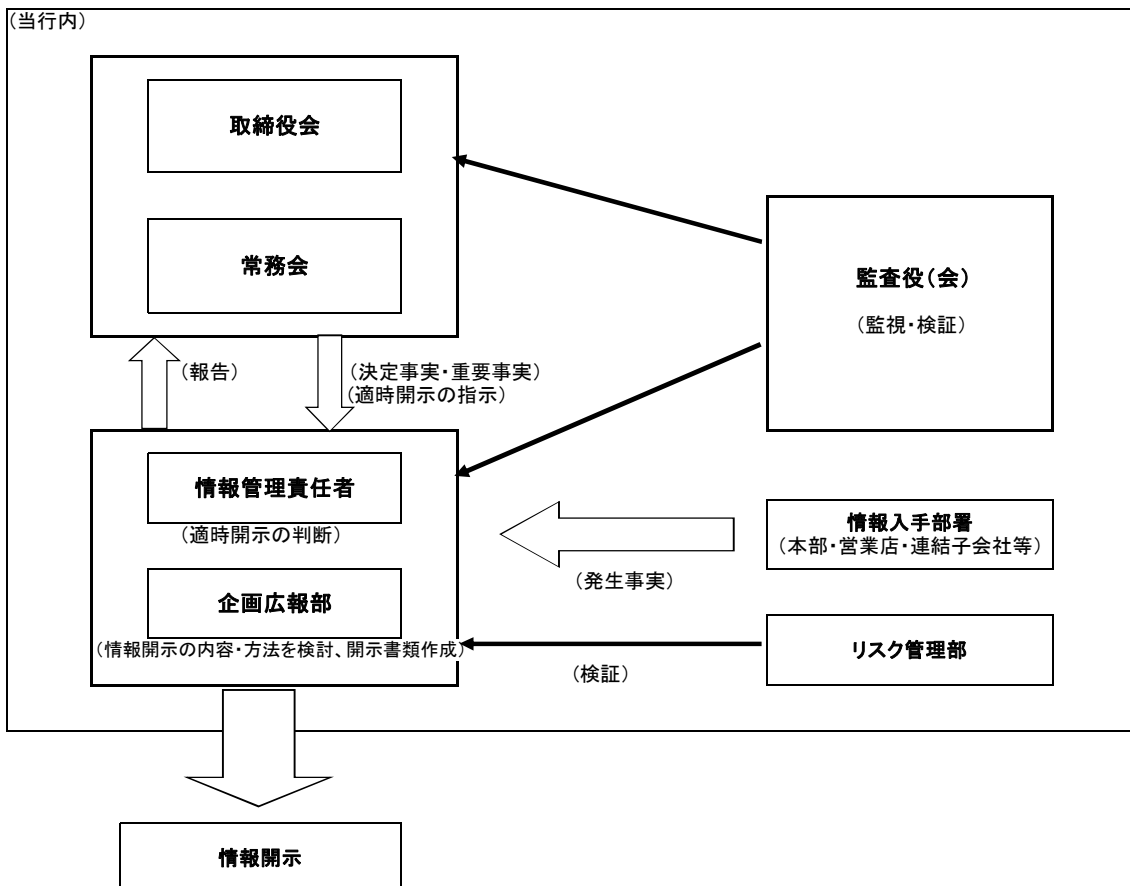 （当行内）
取締役会
常務会
監査役（会）
（監視・検証）
（報告）
（決定事実・重要事実）
（適時開示の指示）
情報管理責任者
（適時開示の判断）
情報入手部署
（本部・営業店・連結子会社等）
（発生事実）
企画広報部
（情報開示の内容・方法を検討、開示書類作成）
リスク管理部
（検証）
情報開示